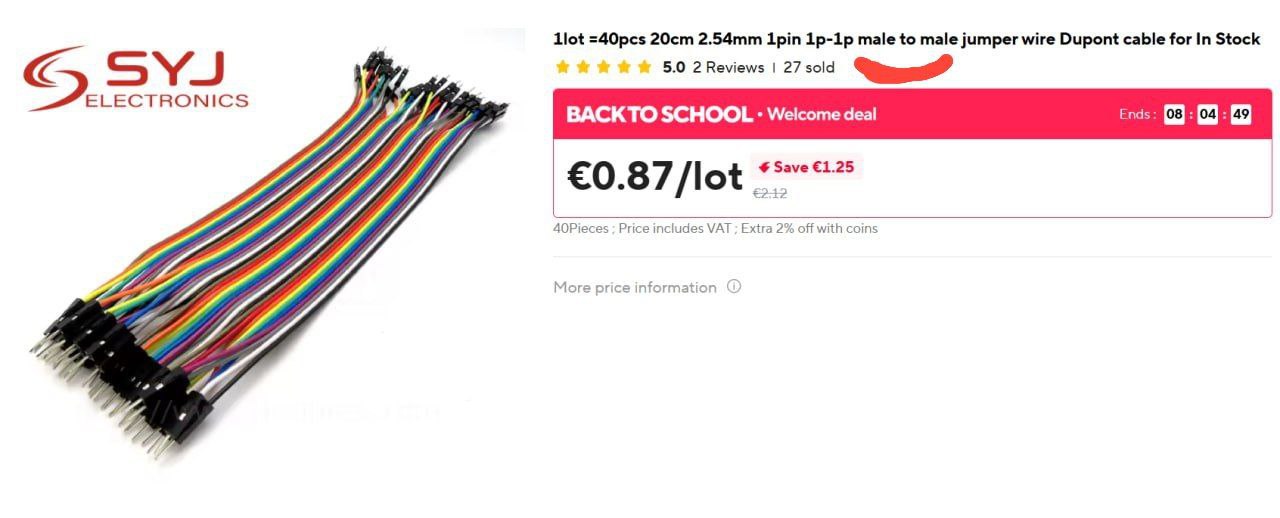 SYJ
ELECTRONICS
1lot =40pcs 20cm 2.54mm 1pin 1p-1p male to male jumper wire Dupont cable for In Stock
5.0 2 Reviews | 27 sold
BACK TO SCHOOL · Welcome deal
Ends: 08 : 04 : 49
€0.87/lot
Save €1.25
€2.12
40Pieces ; Price includes VAT ; Extra 2% off with coins
More price information